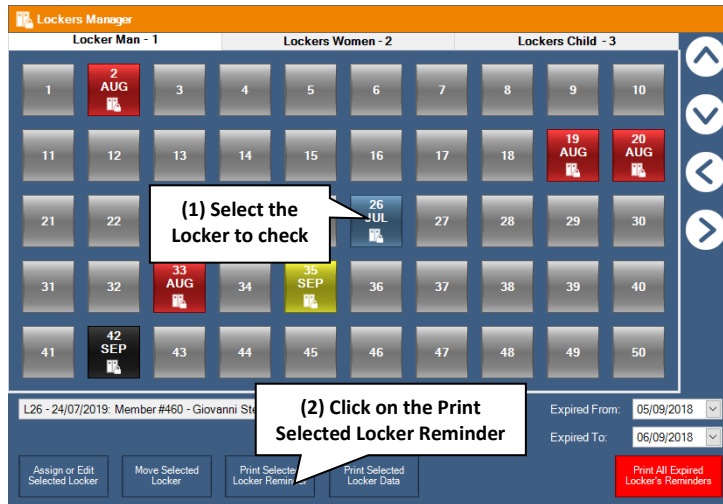 Lockers Manager
Locker Man - 1 Lockers Women - 2 Lockers Child - 3
1 2 AUG 3 4 5 6 7 8 9 10
11 12 13 14 15 16 17 18 19 AUG 20 AUG
21 22 26 JUL 27 28 29 30
(1) Select the
Locker to check
31 32 33 AUG 34 35 SEP 36 37 38 39 40
41 42 SEP 43 44 45 46 47 48 49 50
L26 - 24/07/2019: Member #460 - Giovanni
(2) Click on the Print
Selected Locker Reminder
Expired From: 05/09/2018
Expired To: 06/09/2018
Assign or Edit
Selected Locker
Move Selected
Locker
Print Selected
Locker Reminder
Print Selected
Locker Data
Print All Expired
Locker's Reminders